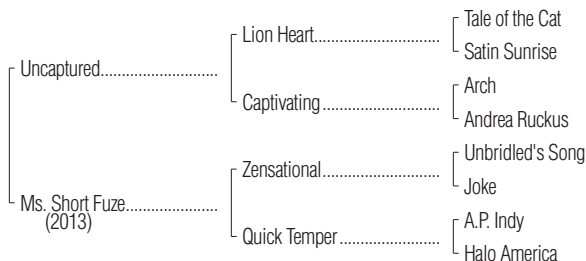 Tale of the Cat
Lion Heart
Satin Sunrise
Uncaptured
Arch
Captivating
Andrea Ruckus
Unbridled's Song
Zensational
Joke
Ms. Short Fuze
(2013)
A.P. Indy
Quick Temper
Halo America